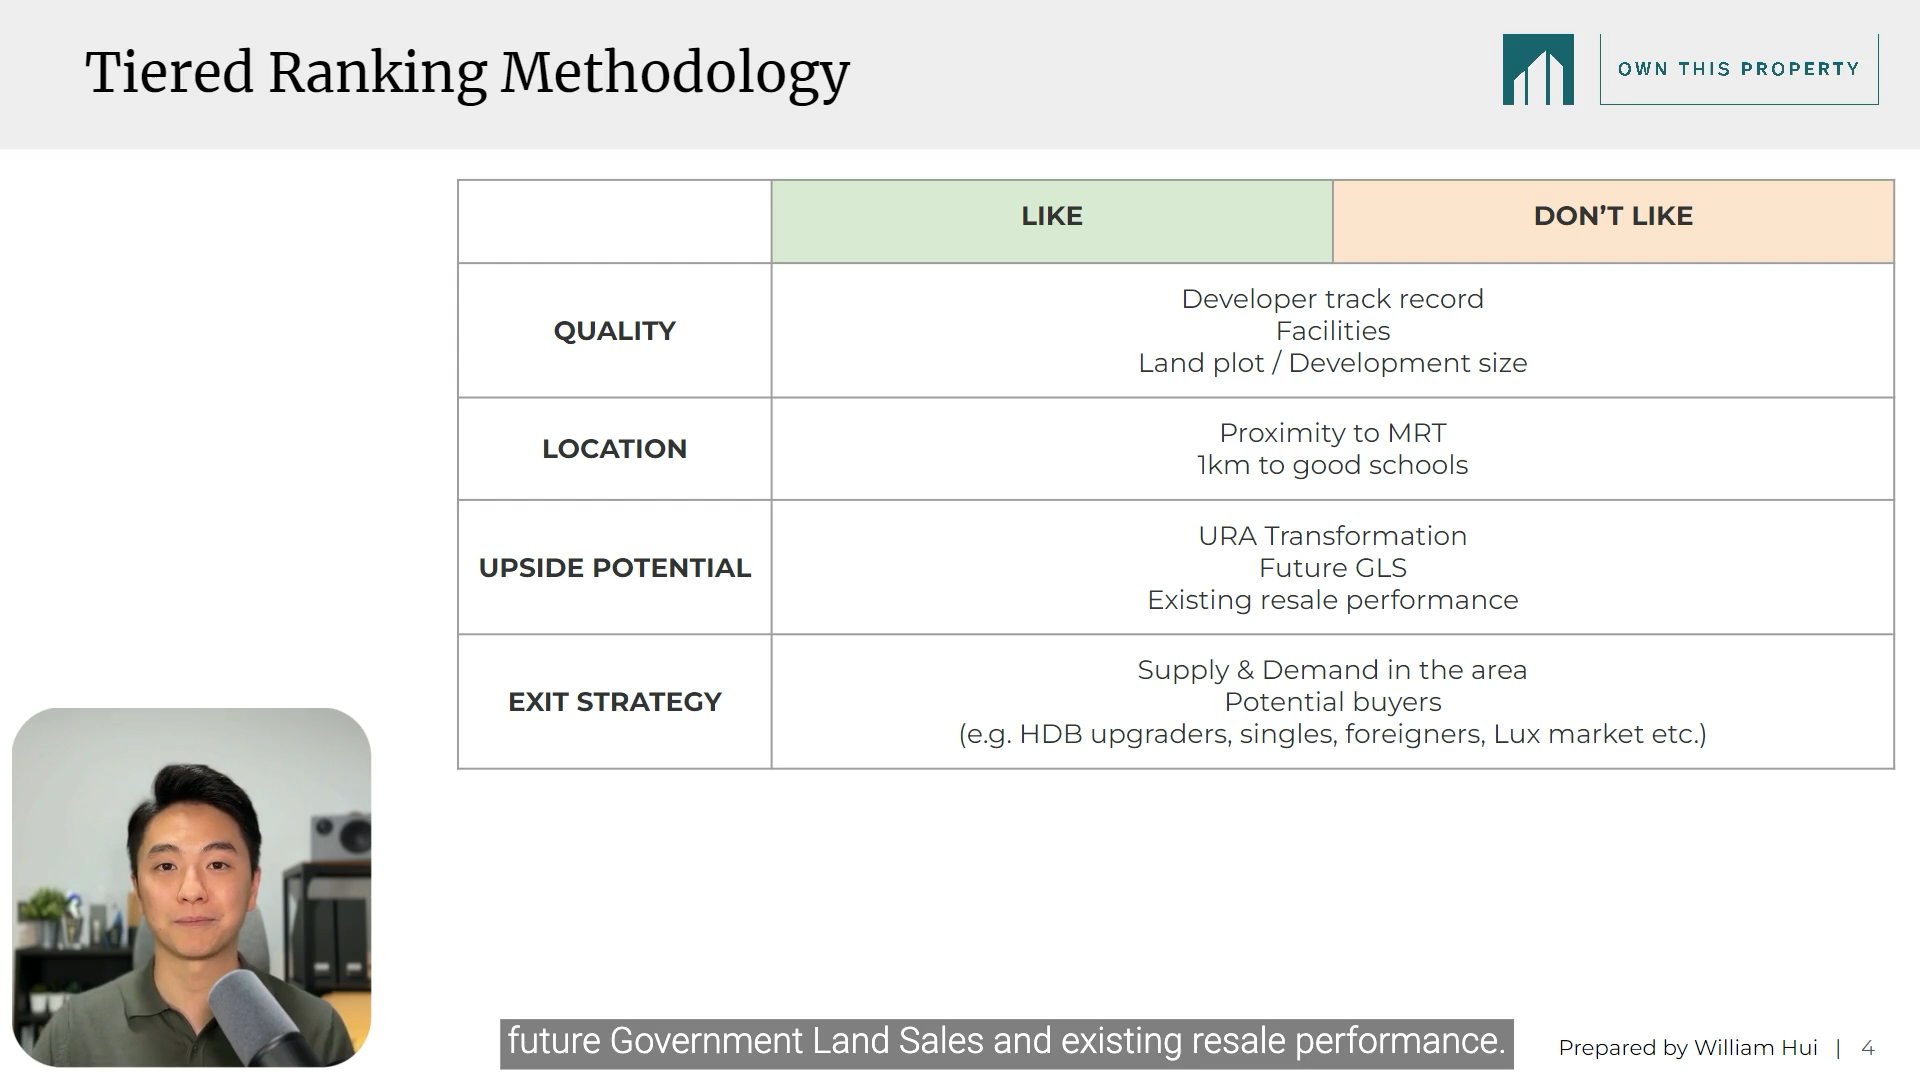 Tiered Ranking Methodology
OWN THIS PROPERTY
LIKE
DON’T LIKE
QUALITY
Developer track record
Facilities
Land plot / Development size
LOCATION
Proximity to MRT
1km to good schools
UPSIDE POTENTIAL
URA Transformation
Future GLS
Existing resale performance
EXIT STRATEGY
Supply & Demand in the area
Potential buyers
(e.g. HDB upgraders, singles, foreigners, Lux market etc.)
future Government Land Sales and existing resale performance.
Prepared by William Hui | 4